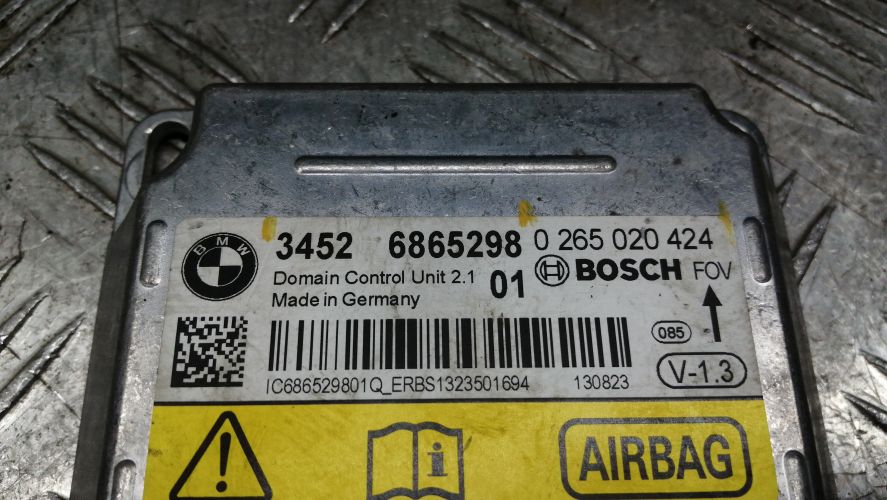 BMW
3452 6865298 0 265 020 424
Domain Control Unit 2.1 01 BOSCH FOV
Made in Germany
085
V-1.3
IC686529801Q_ERBS1323501694 130823
i
AIRBAG